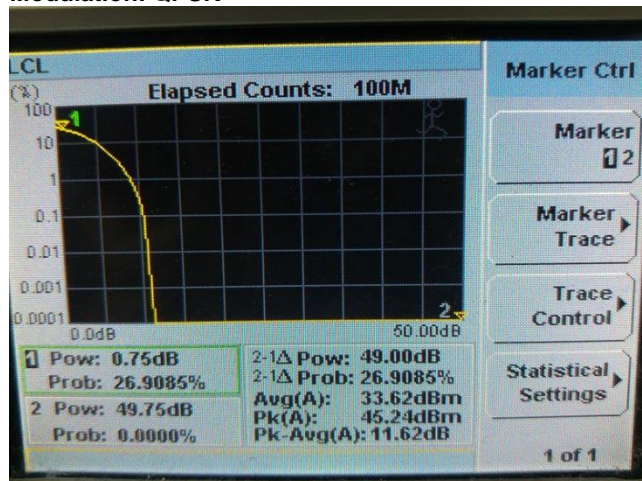 LCL
Marker Ctrl
(%)
Elapsed Counts: 100M
100
1
10
1
0.1
0.01
0.001
0.0001
2
0.0dB
50.00dB
Marker
1 2
Marker
Trace
Trace
Control
Statistical
Settings
1 of 1
1 Pow: 0.75dB
Prob: 26.9085%
2 Pow: 49.75dB
Prob: 0.0000%
2-1Δ Pow: 49.00dB
2-1Δ Prob: 26.9085%
Avg(A): 33.62dBm
Pk(A): 45.24dBm
Pk-Avg(A): 11.62dB